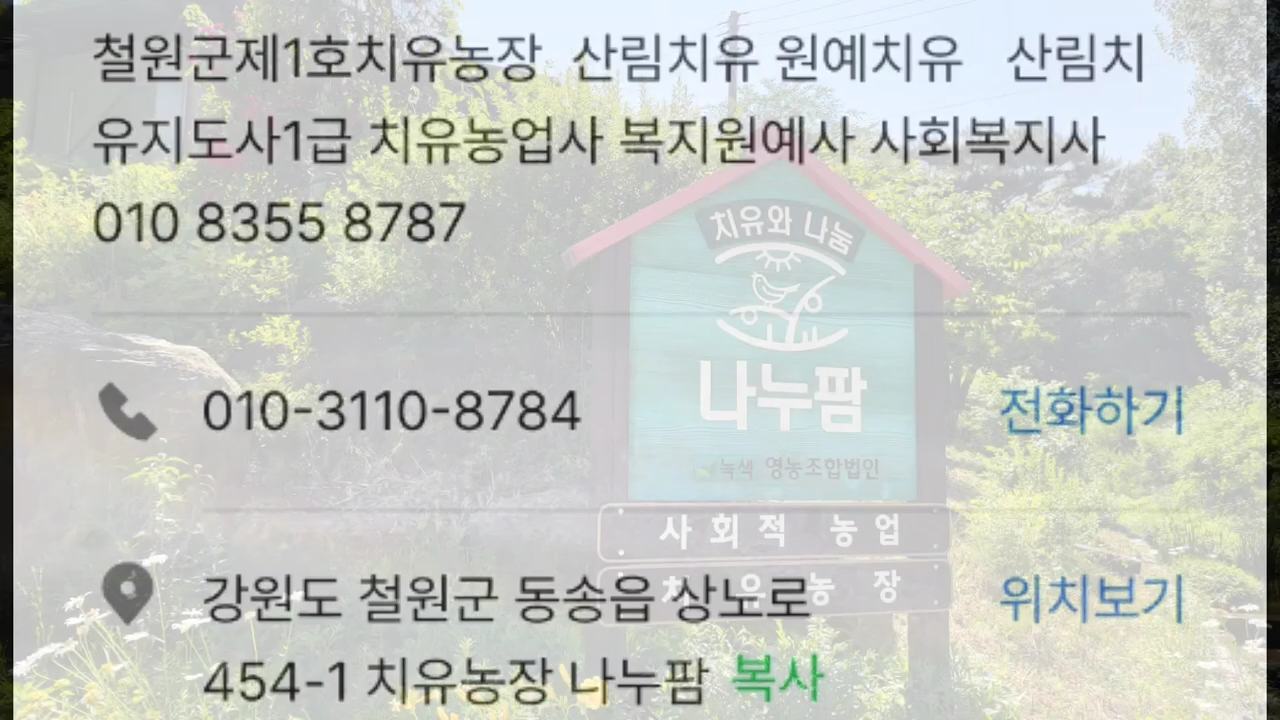 철원군제1호치유농장 산림치유 원예치유 산림치
유지도사1급 치유농업사 복지원예사 사회복지사
010 8355 8787
치유와 나눔
나누팜
녹색 영농조합법인
사회적 농업
치유농장
010-3110-8784 전화하기
강원도 철원군 동송읍 상노로 위치보기
454-1 치유농장 나누팜 복사